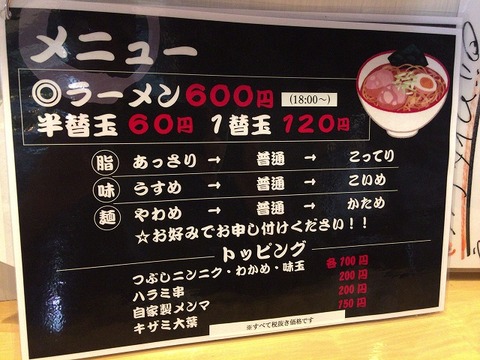 メニュー
◎ラーメン600円 (18:00〜)
半替玉 60円 1替玉 120円
脂 あっさり → 普通 → こってり
味 うすめ → 普通 → こいめ
麺 やわめ → 普通 → かため
☆お好みでお申し付けください!!
トッピング
つぶしニンニク・わかめ・味玉 各100円
ハラミ串 200円
自家製メンマ 200円
キザミ大葉 150円
※すべて税抜き価格です